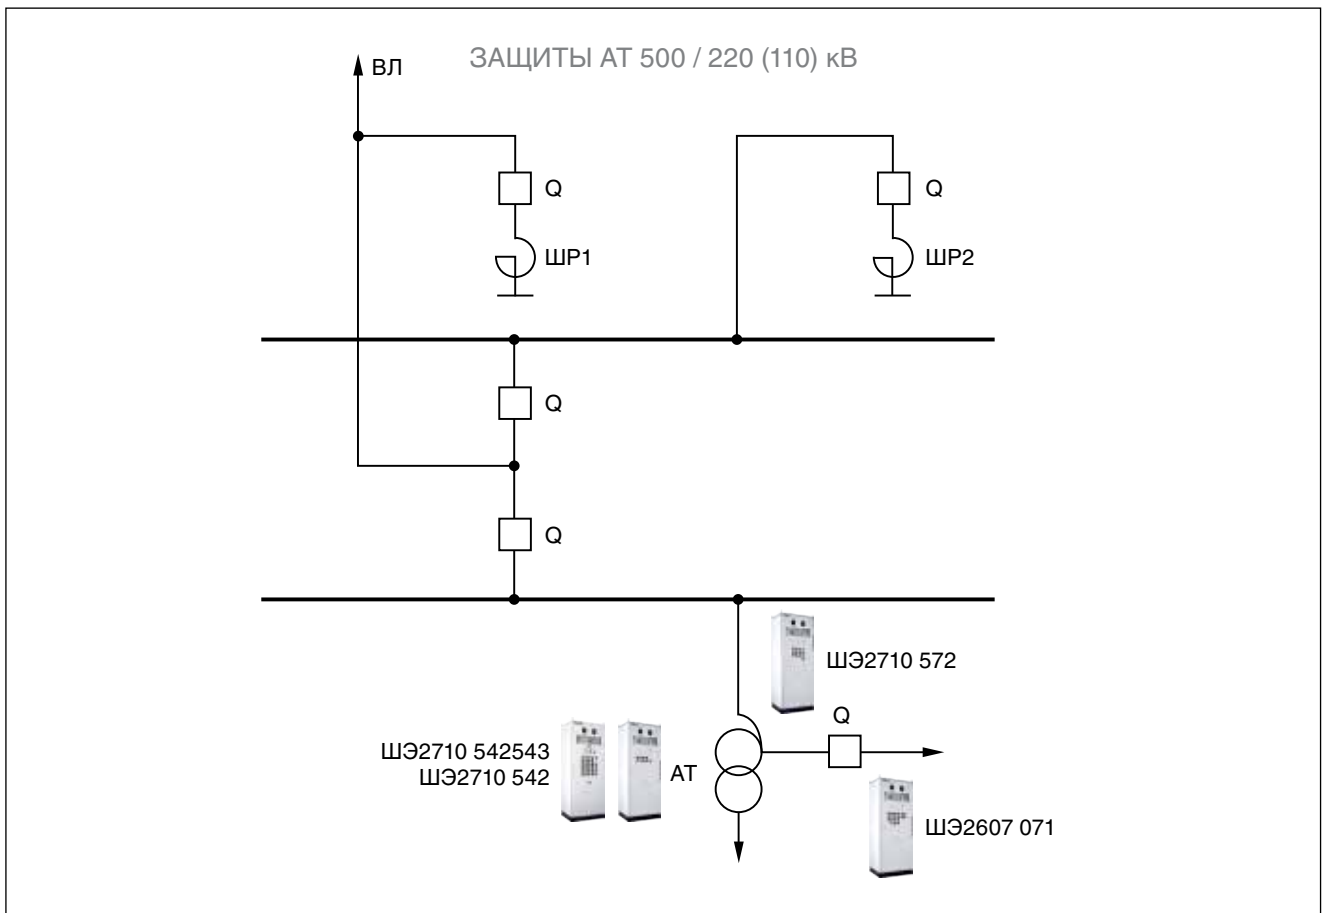 ЗАЩИТЫ АТ 500 / 220 (110) кВ
ВЛ
Q
Q
ШР1
ШР2
Q
Q
ШЭ2710 572
Q
ШЭ2710 542543
ШЭ2710 542
АТ
ШЭ2607 071